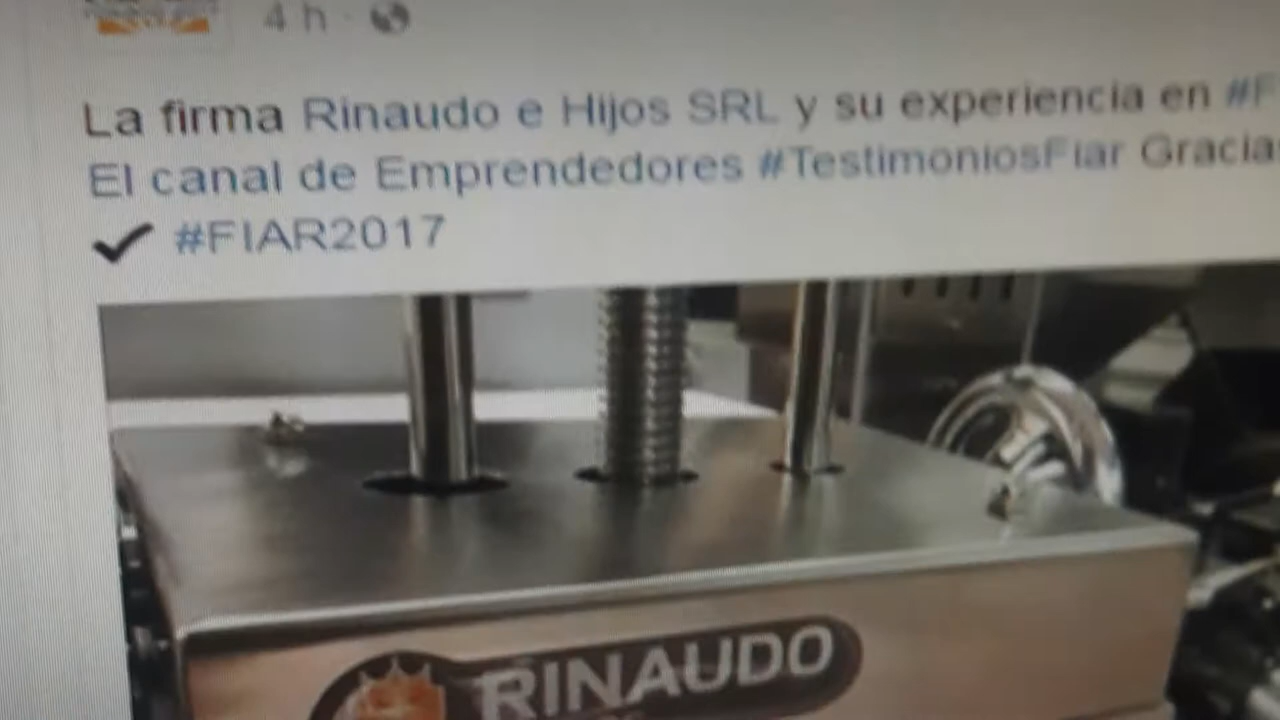 4 h
La firma Rinaudo e Hijos SRL y su experiencia en
El canal de Emprendedores #TestimoniosFiar
✔ #FIAR2017
RINAUDO